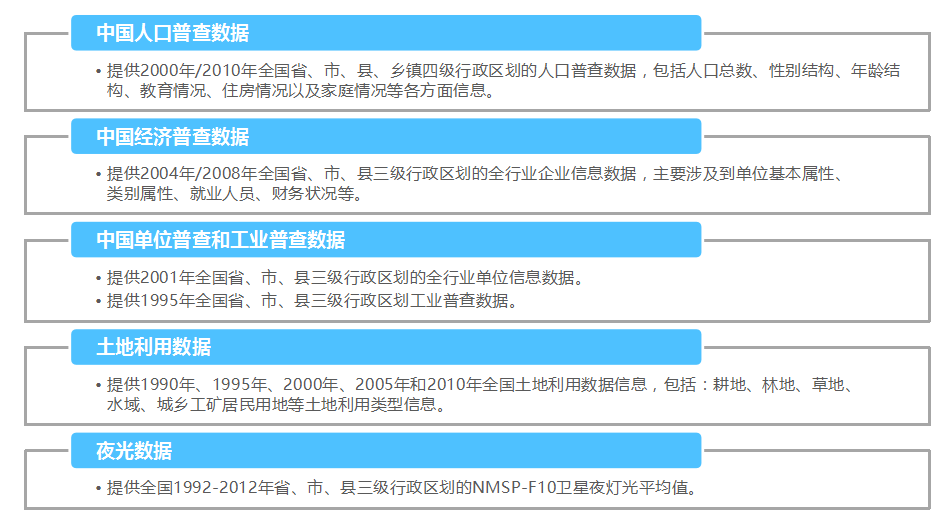 中国人口普查数据
• 提供2000年/2010年全国省、市、县、乡镇四级行政区划的人口普查数据，包括人口总数、性别结构、年龄结
构、教育情况、住房情况以及家庭情况等各方面信息。
中国经济普查数据
• 提供2004年/2008年全国省、市、县三级行政区划的全行业企业信息数据，主要涉及到单位基本属性、
类别属性、就业人员、财务状况等。
中国单位普查和工业普查数据
• 提供2001年全国省、市、县三级行政区划的全行业单位信息数据。
• 提供1995年全国省、市、县三级行政区划工业普查数据。
土地利用数据
• 提供1990年、1995年、2000年、2005年和2010年全国土地利用数据信息，包括：耕地、林地、草地、
水域、城乡工矿居民用地等土地利用类型信息。
夜光数据
• 提供全国1992-2012年省、市、县三级行政区划的NMSP-F10卫星夜灯光平均值。